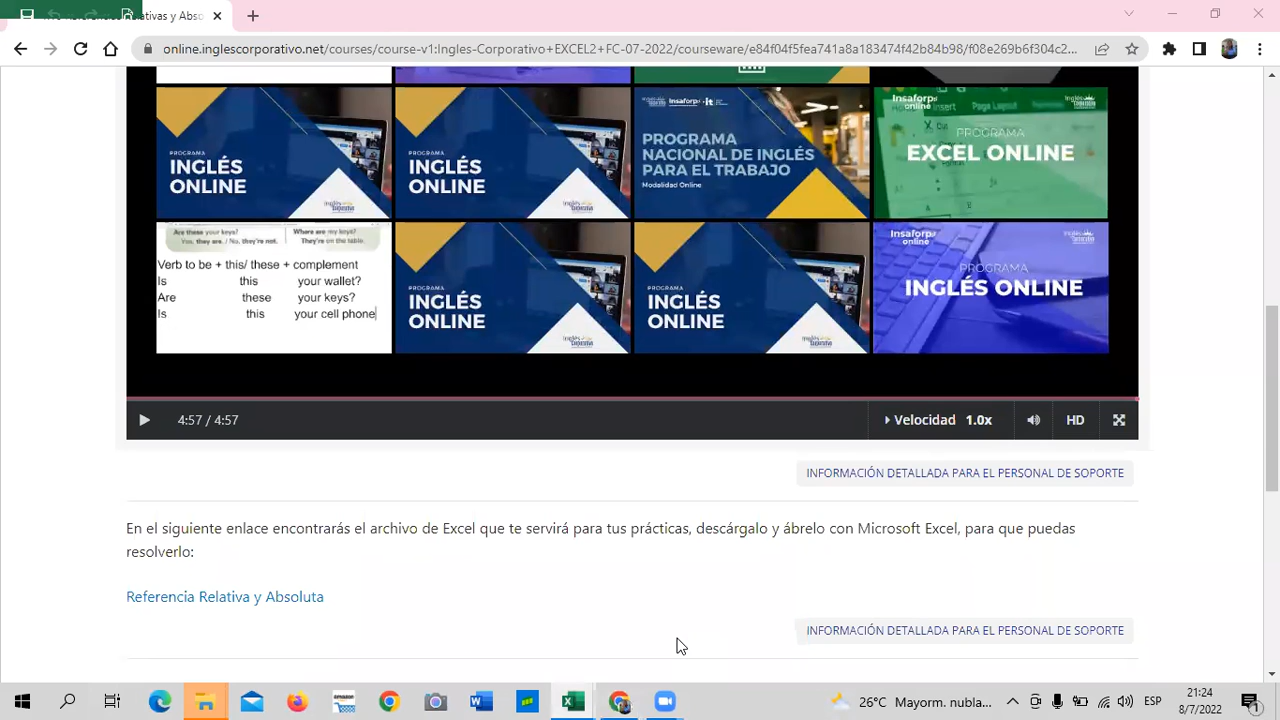 ativas y Abso
online.inglescorporativo.net/courses/course-v1:Ingles-Corporativo+EXCEL2+FC-07-2022/courseware/e84f04f5fea741a8a183474f42b84b98/f08e269b6f304c2...
PROGRAMA
INGLÉS
ONLINE
PROGRAMA
INGLÉS
ONLINE
Insaforp
PROGRAMA
NACIONAL DE INGLÉS
PARA EL TRABAJO
Modalidad Online
Insaforp
online
Page Layout
PROGRAMA
EXCEL ONLINE
Are these your keys?
Yes, they are. / No, they're not.
Where are my keys?
They're on the table.
Verb to be + this/ these + complement
Is this your wallet?
Are these your keys?
Is this your cell phone
PROGRAMA
INGLÉS
ONLINE
PROGRAMA
INGLÉS
ONLINE
Insaforp
online
PROGRAMA
INGLÉS ONLINE
4:57 / 4:57
Velocidad 1.0x
HD
INFORMACIÓN DETALLADA PARA EL PERSONAL DE SOPORTE
En el siguiente enlace encontrarás el archivo de Excel que te servirá para tus prácticas, descárgalo y ábrelo con Microsoft Excel, para que puedas
resolverlo:
Referencia Relativa y Absoluta
INFORMACIÓN DETALLADA PARA EL PERSONAL DE SOPORTE
26°C Mayorm. nubla...
ESP
21:24
8/7/2022